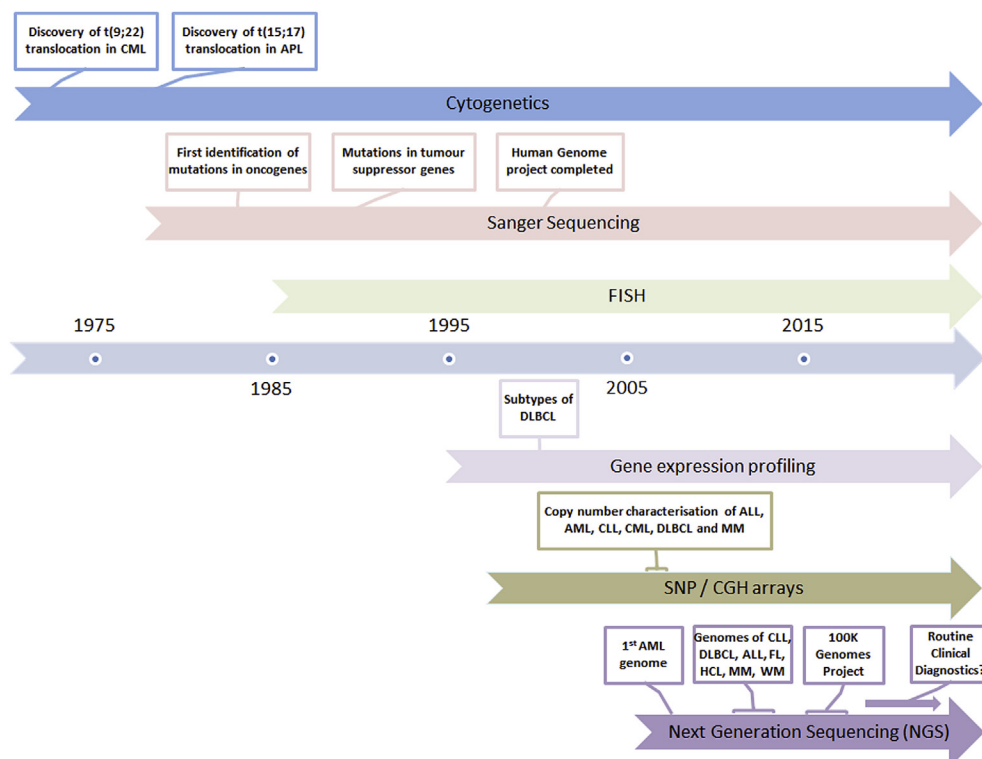 Discovery of t(9;22)
translocation in CML
Discovery of t(15;17)
translocation in APL
Cytogenetics
First identification of
mutations in oncogenes
Mutations in tumour
suppressor genes
Human Genome
project completed
Sanger Sequencing
FISH
1975
1995
2015
1985
2005
Subtypes of
DLBCL
Gene expression profiling
Copy number characterisation of ALL,
AML, CLL, CML, DLBCL and MM
SNP / CGH arrays
1st AML
genome
Genomes of CLL,
DLBCL, ALL, FL,
HCL, MM, WM
100K
Genomes
Project
Routine
Clinical
Diagnostics?
Next Generation Sequencing (NGS)